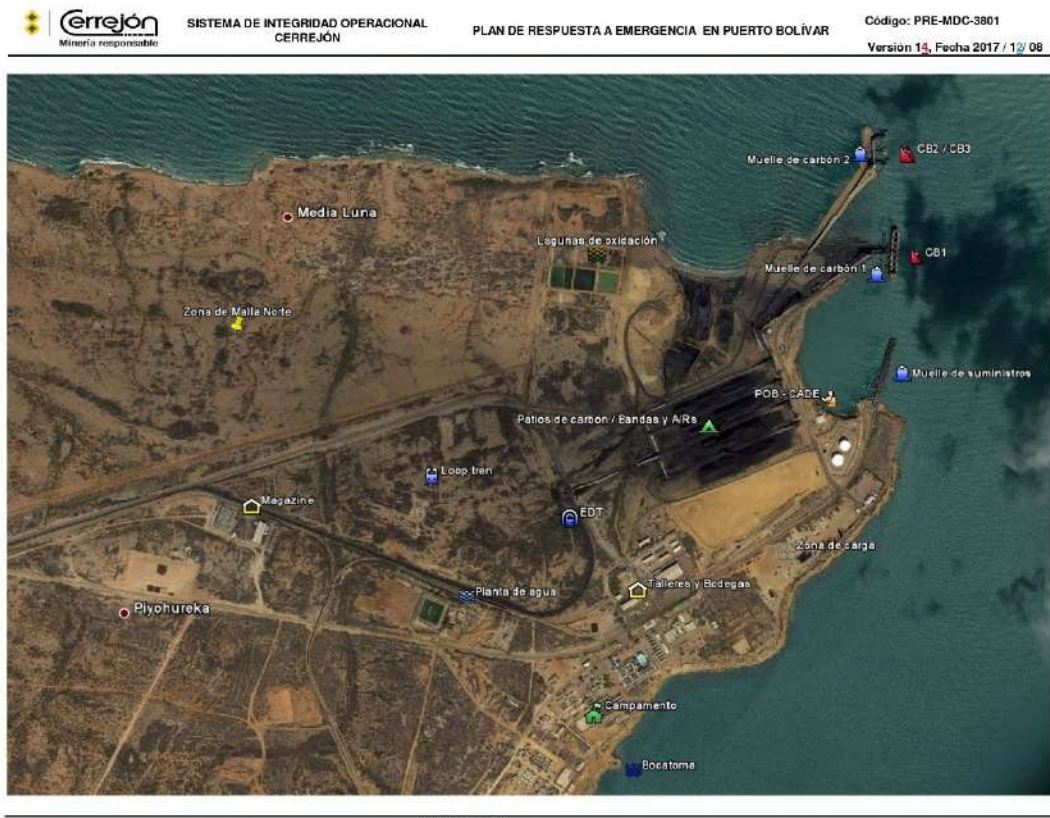 Cerrejón
Minería responsable
SISTEMA DE INTEGRIDAD OPERACIONAL
CERREJÓN
PLAN DE RESPUESTA A EMERGENCIA EN PUERTO BOLÍVAR
Código: PRE-MDC-3801
Versión 14, Fecha 2017 / 12/ 08
Muelle de carbón 2
CB2 / CB3
Media Luna
Lagunas de oxidación
CB1
Muelle de carbón 1
Zona de Malla Norte
Muelle de suministros
POB - CADE
Patios de carbón / Bandas y A/Rs
Loop tren
Magazine
EDT
Zona de carga
Talleres y Bodegas
Planta de agua
Piyohureka
Campamento
Bocatoma